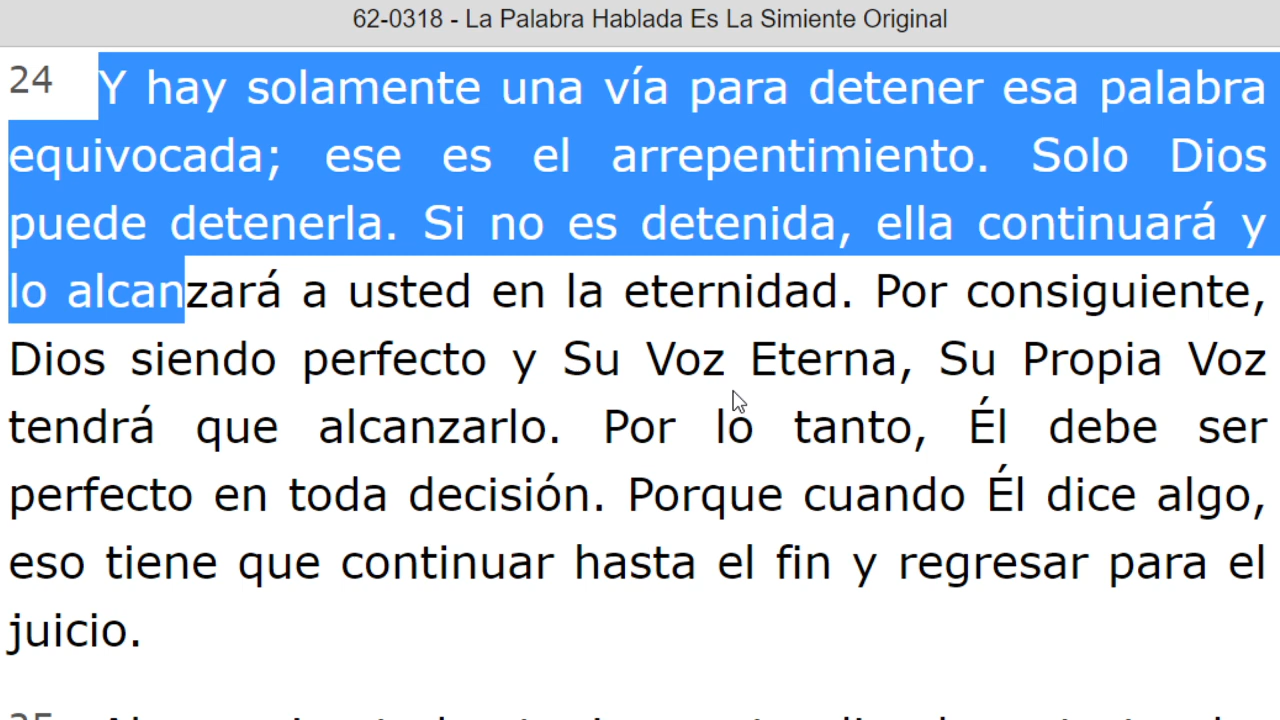 62-0318 - La Palabra Hablada Es La Simiente Original
24 Y hay solamente una vía para detener esa palabra
equivocada; ese es el arrepentimiento. Solo Dios
puede detenerla. Si no es detenida, ella continuará y
lo alcanzará a usted en la eternidad. Por consiguiente,
Dios siendo perfecto y Su Voz Eterna, Su Propia Voz
tendrá que alcanzarlo. Por lo tanto, Él debe ser
perfecto en toda decisión. Porque cuando Él dice algo,
eso tiene que continuar hasta el fin y regresar para el
juicio.